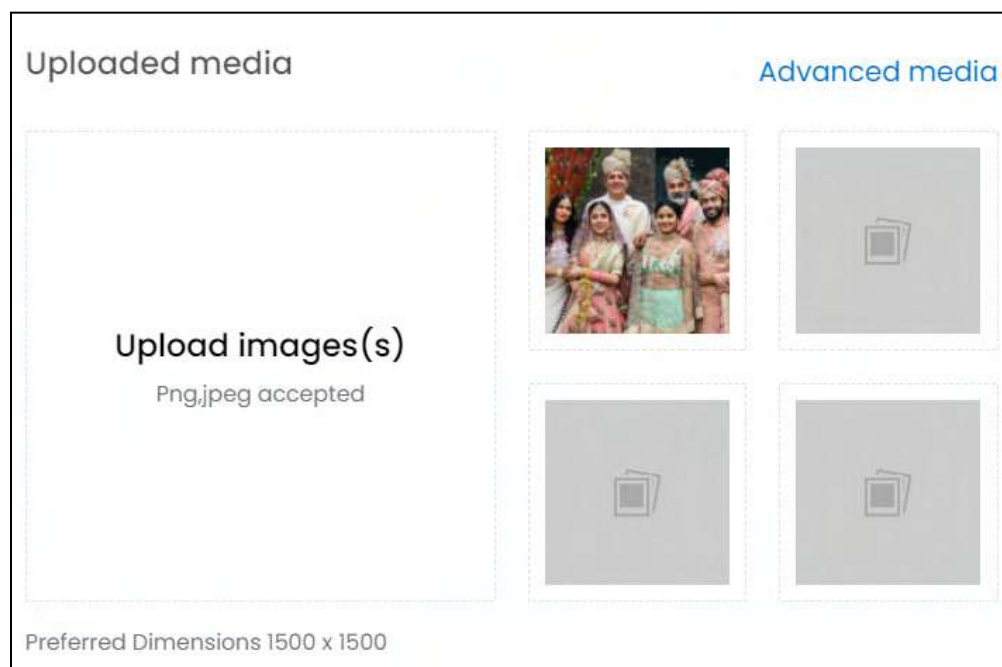 Uploaded media
Advanced media
Upload images(s)
Png,jpeg accepted
Preferred Dimensions 1500 x 1500